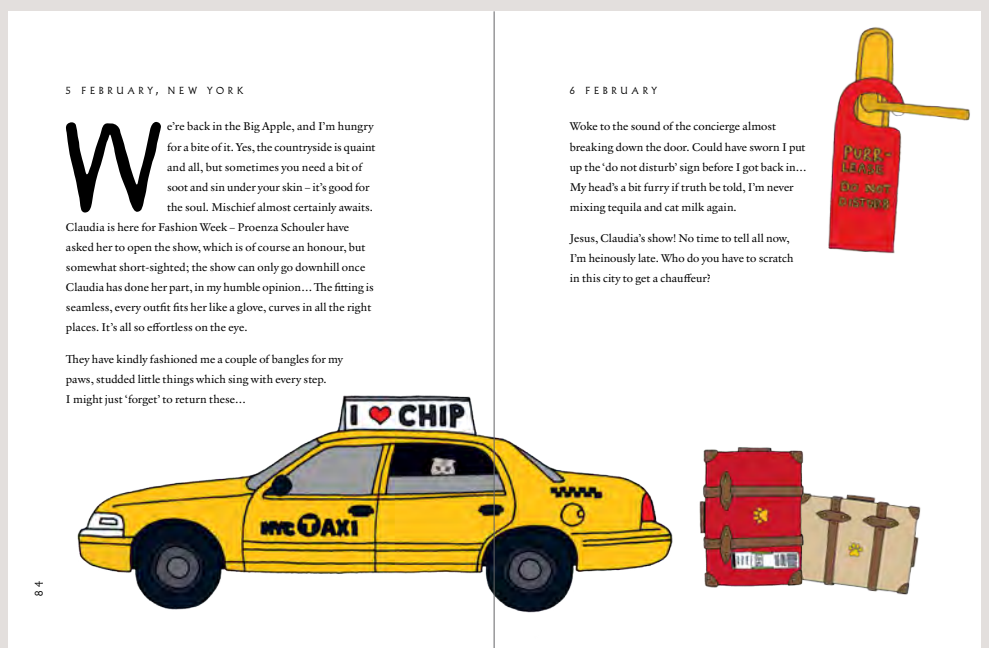 5 FEBRUARY, NEW YORK
We're back in the Big Apple, and I'm hungry
for a bite of it. Yes, the countryside is quaint
and all, but sometimes you need a bit of
soot and sin under your skin – it's good for
the soul. Mischief almost certainly awaits.
Claudia is here for Fashion Week – Proenza Schouler have
asked her to open the show, which is of course an honour, but
somewhat short-sighted; the show can only go downhill once
Claudia has done her part, in my humble opinion… The fitting is
seamless, every outfit fits her like a glove, curves in all the right
places. It's all so effortless on the eye.
They have kindly fashioned me a couple of bangles for my
paws, studded little things which sing with every step.
I might just 'forget' to return these…
I ❤ CHIP
NYC TAXI
84
6 FEBRUARY
Woke to the sound of the concierge almost
breaking down the door. Could have sworn I put
up the 'do not disturb' sign before I got back in…
My head's a bit furry if truth be told, I'm never
mixing tequila and cat milk again.
Jesus, Claudia's show! No time to tell all now,
I'm heinously late. Who do you have to scratch
in this city to get a chauffeur?
PURR-
LEASE
DO NOT
DISTURB